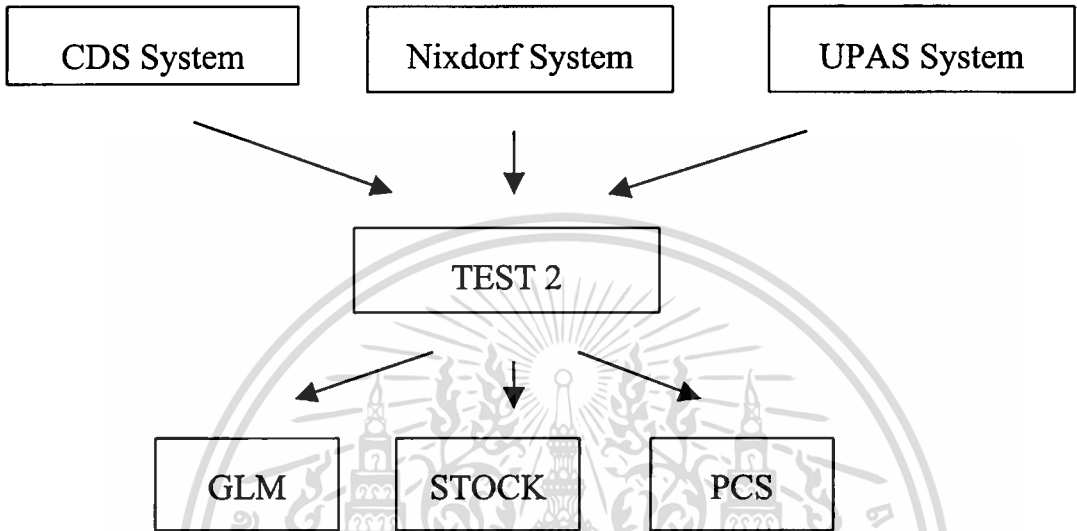 CDS System
Nixdorf System
UPAS System
TEST 2
GLM
STOCK
PCS